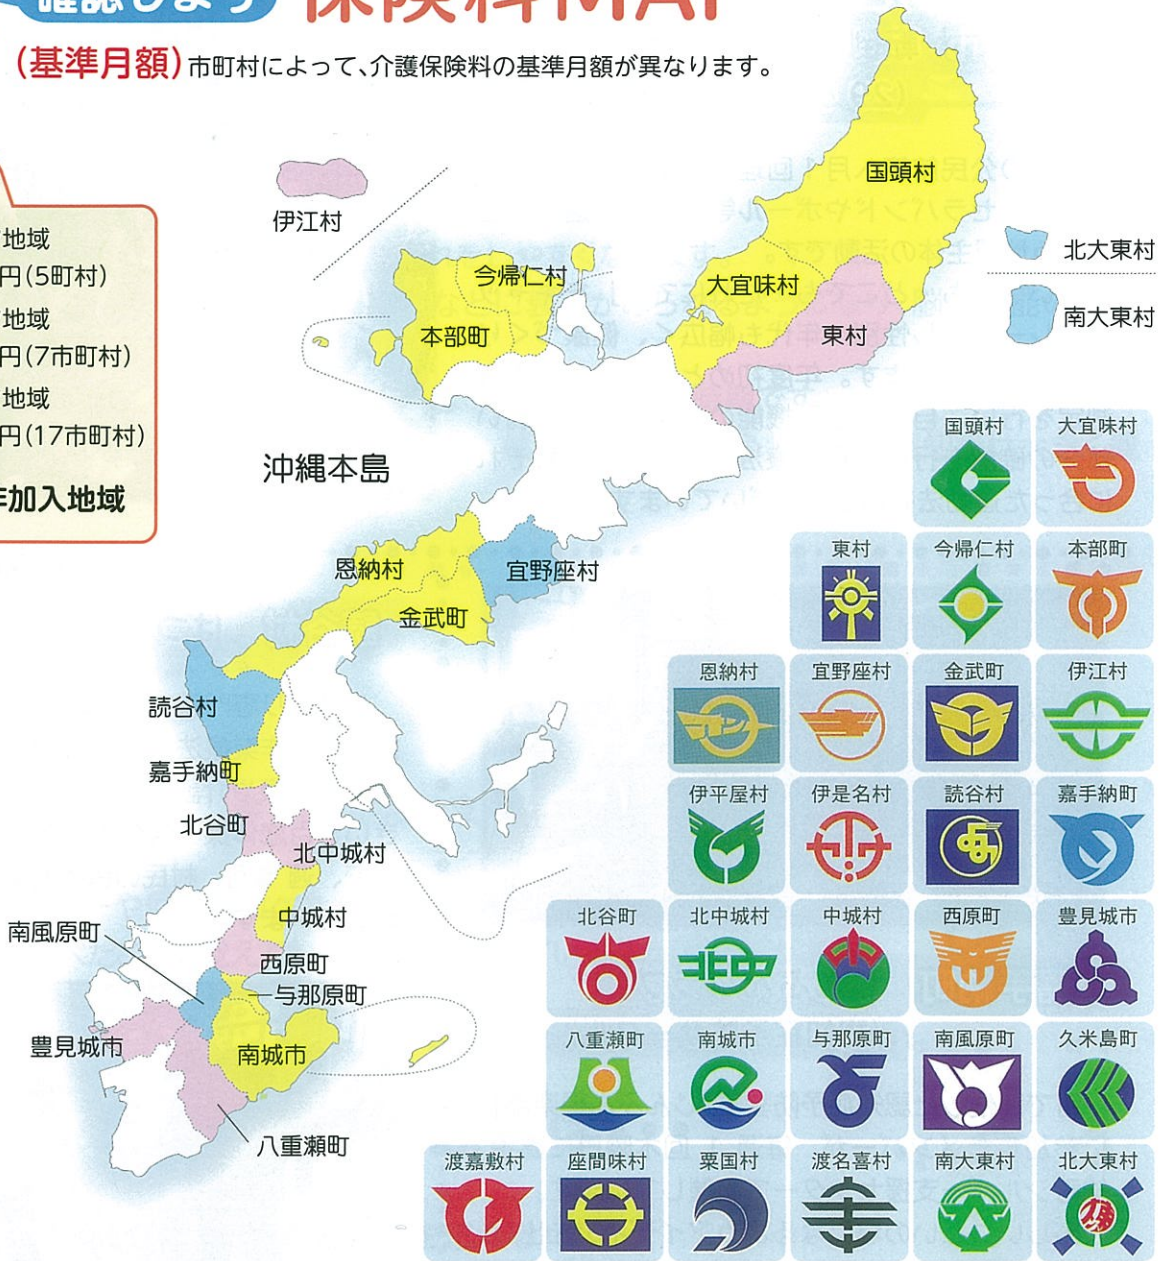 確認しよう
保険料MAP
(基準月額)市町村によって、介護保険料の基準月額が異なります。
地域
円(5町村)
地域
円(7市町村)
地域
円(17市町村)
加入地域
国頭村
伊江村
今帰仁村
大宜味村
本部町
東村
北大東村
南大東村
沖縄本島
恩納村
宜野座村
金武町
読谷村
嘉手納町
北谷町
北中城村
中城村
南風原町
西原町
与那原町
豊見城市
南城市
八重瀬町
国頭村 大宜味村
東村 今帰仁村 本部町
恩納村 宜野座村 金武町 伊江村
伊平屋村 伊是名村 読谷村 嘉手納町
北谷町 北中城村 中城村 西原町 豊見城市
八重瀬町 南城市 与那原町 南風原町 久米島町
渡嘉敷村 座間味村 粟国村 渡名喜村 南大東村 北大東村